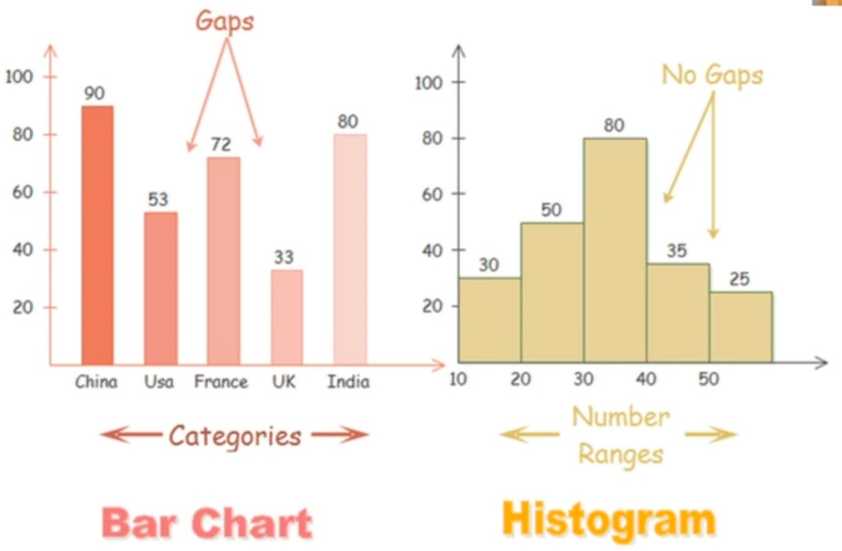 Gaps
100
80
60
40
20
90
53
72
33
80
China Usa France UK India
Categories
Bar Chart
No Gaps
100
80
60
40
20
30
50
80
35
25
10 20 30 40 50
Number
Ranges
Histogram